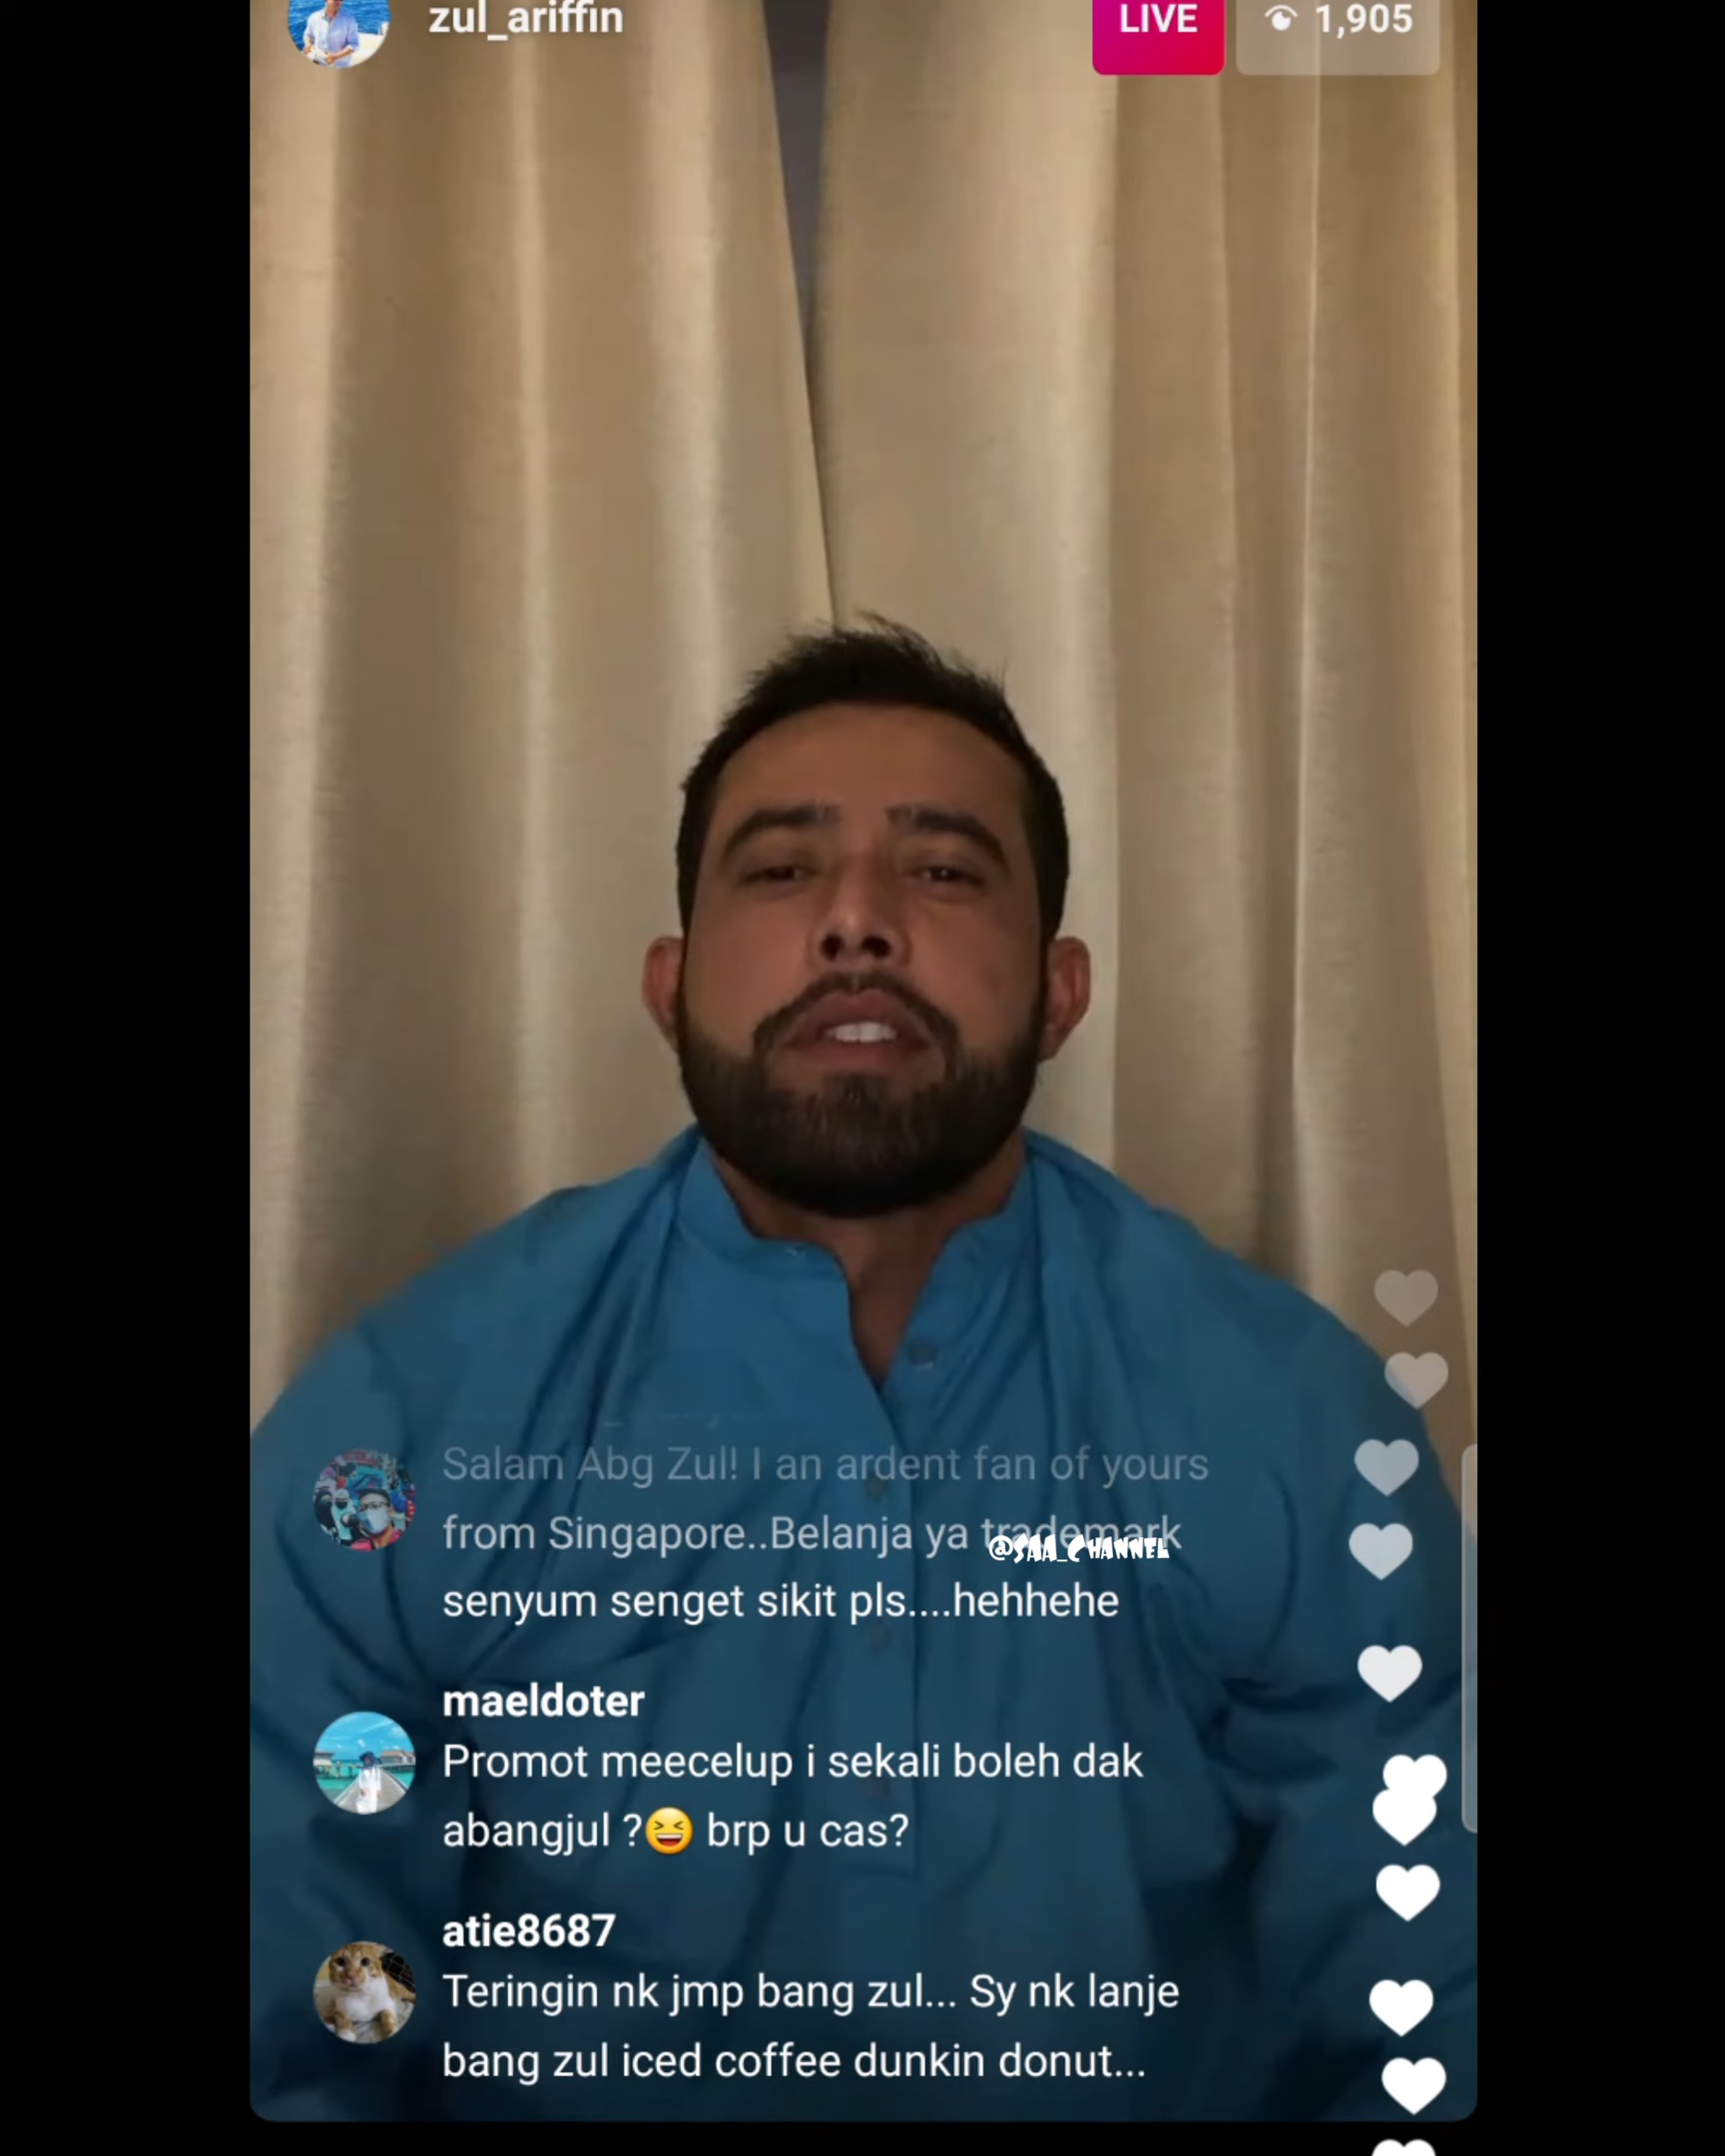 zul_ariffin
LIVE
1,905
Salam Abg Zul! I an ardent fan of yours
from Singapore..Belanja ya trademark
@SAA_CHANNEL
senyum senget sikit pls....hehhehe
maeldoter
Promot meecelup i sekali boleh dak
abangjul ?😆 brp u cas?
atie8687
Teringin nk jmp bang zul... Sy nk lanje
bang zul iced coffee dunkin donut...